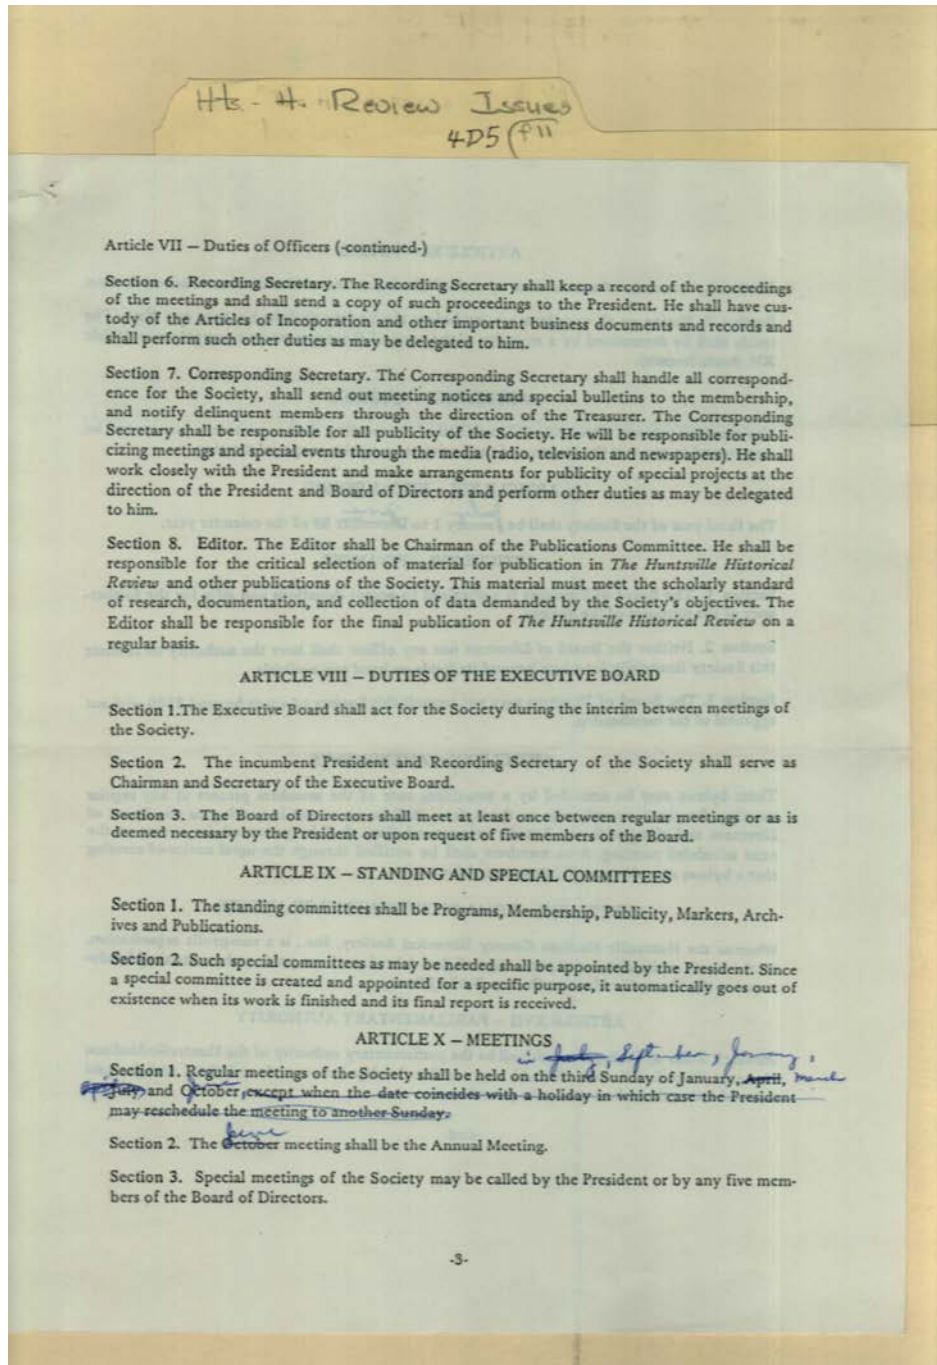 Hts - H. Review Issues
4D5 f11
Article VII — Duties of Officers (-continued-)
Section 6. Recording Secretary. The Recording Secretary shall keep a record of the proceedings
of the meetings and shall send a copy of such proceedings to the President. He shall have cus-
tody of the Articles of Incoporation and other important business documents and records and
shall perform such other duties as may be delegated to him.
Section 7. Corresponding Secretary. The Corresponding Secretary shall handle all correspond-
ence for the Society, shall send out meeting notices and special bulletins to the membership,
and notify delinquent members through the direction of the Treasurer. The Corresponding
Secretary shall be responsible for all publicity of the Society. He will be responsible for publi-
cizing meetings and special events through the media (radio, television and newspapers). He shall
work closely with the President and make arrangements for publicity of special projects at the
direction of the President and Board of Directors and perform other duties as may be delegated
to him.
Section 8. Editor. The Editor shall be Chairman of the Publications Committee. He shall be
responsible for the critical selection of material for publication in The Huntsville Historical
Review and other publications of the Society. This material must meet the scholarly standard
of research, documentation, and collection of data demanded by the Society's objectives. The
Editor shall be responsible for the final publication of The Huntsville Historical Review on a
regular basis.
ARTICLE VIII — DUTIES OF THE EXECUTIVE BOARD
Section 1.The Executive Board shall act for the Society during the interim between meetings of
the Society.
Section 2. The incumbent President and Recording Secretary of the Society shall serve as
Chairman and Secretary of the Executive Board.
Section 3. The Board of Directors shall meet at least once between regular meetings or as is
deemed necessary by the President or upon request of five members of the Board.
ARTICLE IX — STANDING AND SPECIAL COMMITTEES
Section 1. The standing committees shall be Programs, Membership, Publicity, Markers, Arch-
ives and Publications.
Section 2. Such special committees as may be needed shall be appointed by the President. Since
a special committee is created and appointed for a specific purpose, it automatically goes out of
existence when its work is finished and its final report is received.
ARTICLE X — MEETINGS
in July, September, January,
Section 1. Regular meetings of the Society shall be held on the third Sunday of January, April, March
July and October, except when the date coincides with a holiday in which case the President
may reschedule the meeting to another Sunday.
June
Section 2. The October meeting shall be the Annual Meeting.
Section 3. Special meetings of the Society may be called by the President or by any five mem-
bers of the Board of Directors.
-3-